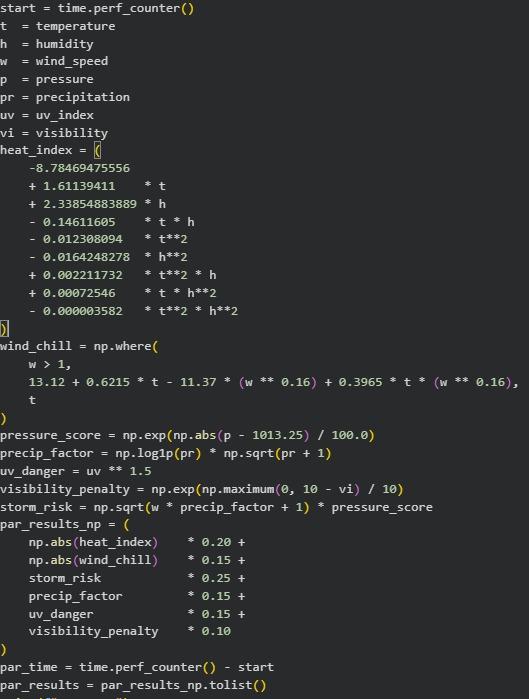 start = time.perf_counter()
t  = temperature
h  = humidity
w  = wind_speed
p  = pressure
pr = precipitation
uv = uv_index
vi = visibility
heat_index = (
    -8.78469475556
    + 1.61139411    * t
    + 2.33854883889 * h
    - 0.14611605    * t * h
    - 0.012308094   * t**2
    - 0.0164248278  * h**2
    + 0.002211732   * t**2 * h
    + 0.00072546    * t * h**2
    - 0.000003582   * t**2 * h**2
)
wind_chill = np.where(
    w > 1,
    13.12 + 0.6215 * t - 11.37 * (w ** 0.16) + 0.3965 * t * (w ** 0.16),
    t
)
pressure_score = np.exp(np.abs(p - 1013.25) / 100.0)
precip_factor = np.log1p(pr) * np.sqrt(pr + 1)
uv_danger = uv ** 1.5
visibility_penalty = np.exp(np.maximum(0, 10 - vi) / 10)
storm_risk = np.sqrt(w * precip_factor + 1) * pressure_score
par_results_np = (
    np.abs(heat_index)    * 0.20 +
    np.abs(wind_chill)    * 0.15 +
    storm_risk            * 0.25 +
    precip_factor         * 0.15 +
    uv_danger             * 0.15 +
    visibility_penalty    * 0.10
)
par_time = time.perf_counter() - start
par_results = par_results_np.tolist()